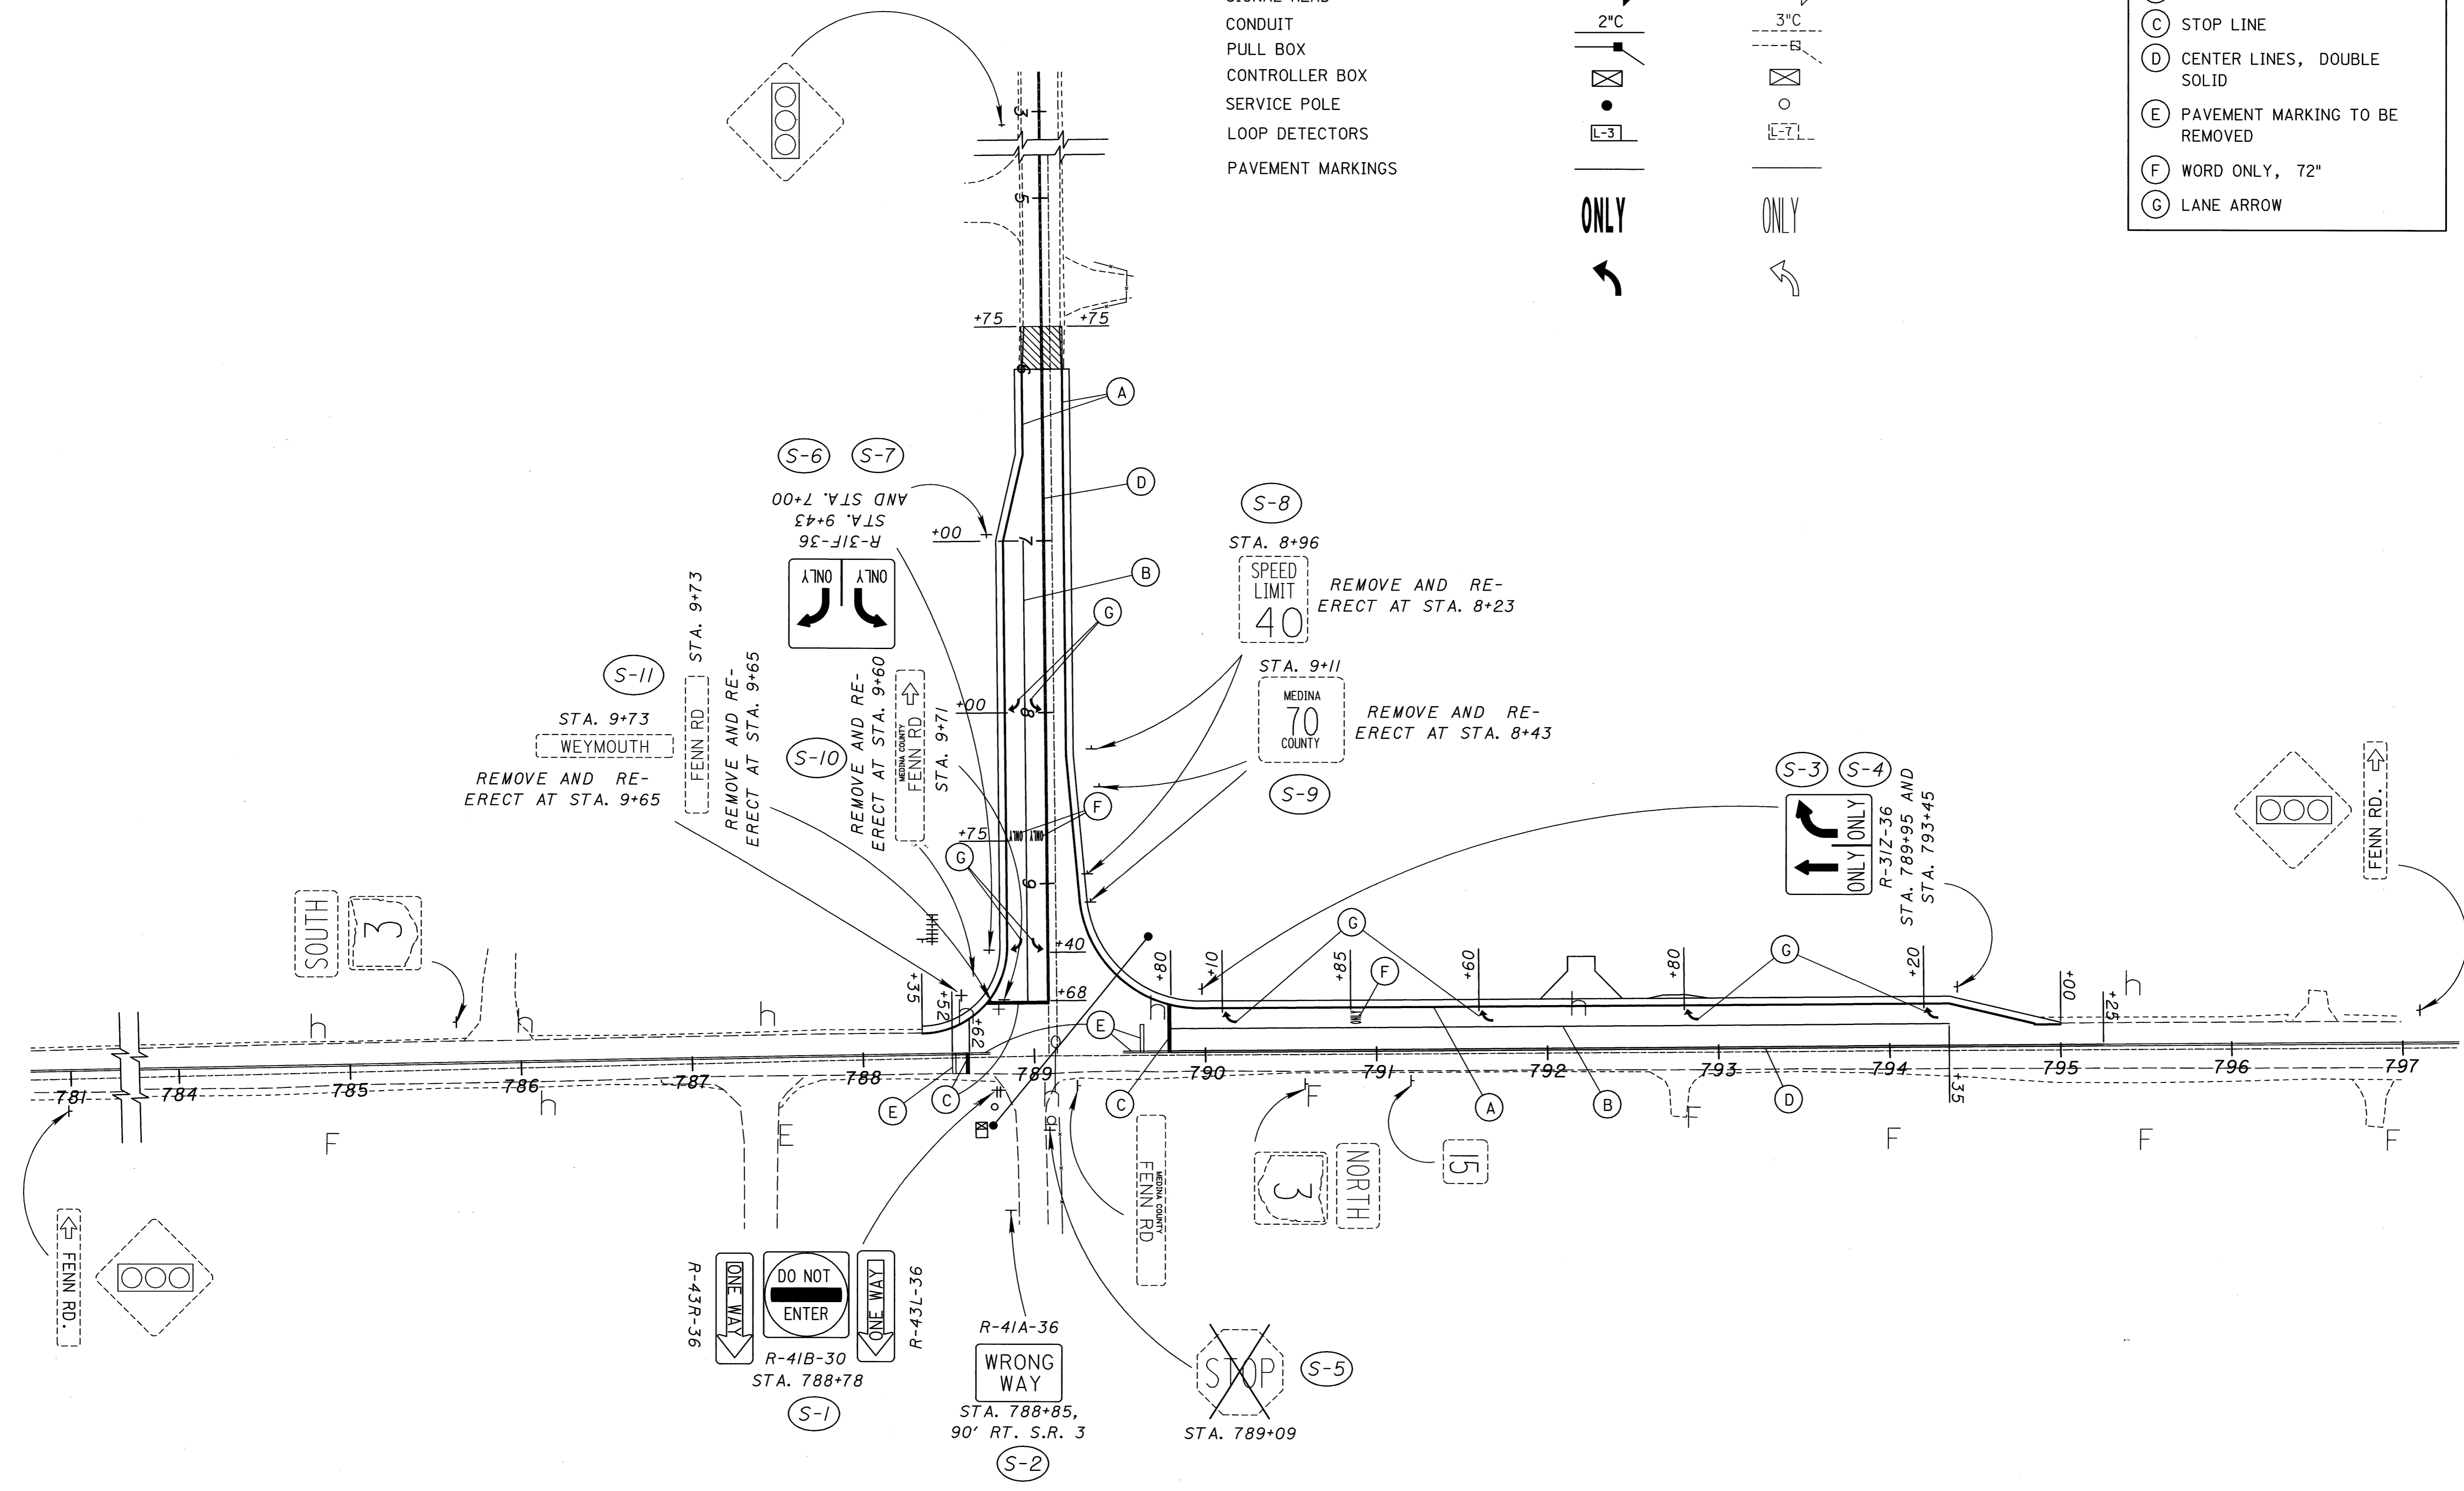 CONDUIT 2"C 3"C
PULL BOX
CONTROLLER BOX
SERVICE POLE
LOOP DETECTORS L-3 L-7
PAVEMENT MARKINGS
ONLY ONLY
C STOP LINE
D CENTER LINES, DOUBLE
SOLID
E PAVEMENT MARKING TO BE
REMOVED
F WORD ONLY, 72"
G LANE ARROW
3
5
+75 +75
6
A
D
B
G
S-6 S-7
R-31F-36
STA. 9+43
AND STA. 7+00
ONLY ONLY
+00
7
S-8
STA. 8+96
SPEED
LIMIT
40
REMOVE AND RE-
ERECT AT STA. 8+23
STA. 9+11
MEDINA
70
COUNTY
REMOVE AND RE-
ERECT AT STA. 8+43
S-9
S-11
STA. 9+73
WEYMOUTH
REMOVE AND RE-
ERECT AT STA. 9+65
FENN RD STA. 9+73
REMOVE AND RE-
ERECT AT STA. 9+65
S-10
REMOVE AND RE-
ERECT AT STA. 9+60
MEDINA COUNTY
FENN RD
STA. 9+71
+00
8
F
+75
ONLY ONLY
G
9
+40
+68
S-3 S-4
ONLY ONLY
R-31Z-36
STA. 789+95 AND
STA. 793+45
FENN RD.
SOUTH
3
+35
+52
+62
+80
+10
+85
+60
+80
+20
+00
+25
+35
G
F
ONLY
G
E
h h h h h h h h
781 784 785 786 787 788 789 790 791 792 793 794 795 796 797
E
C
C
A
B
D
F
E
F
F
F
F
F
FENN RD.
MEDINA COUNTY
FENN RD
3
NORTH
15
R-43R-36
ONE WAY
DO NOT
ENTER
ONE WAY
R-43L-36
R-41B-30
STA. 788+78
S-1
R-41A-36
WRONG
WAY
STA. 788+85,
90' RT. S.R. 3
S-2
STOP
S-5
STA. 789+09